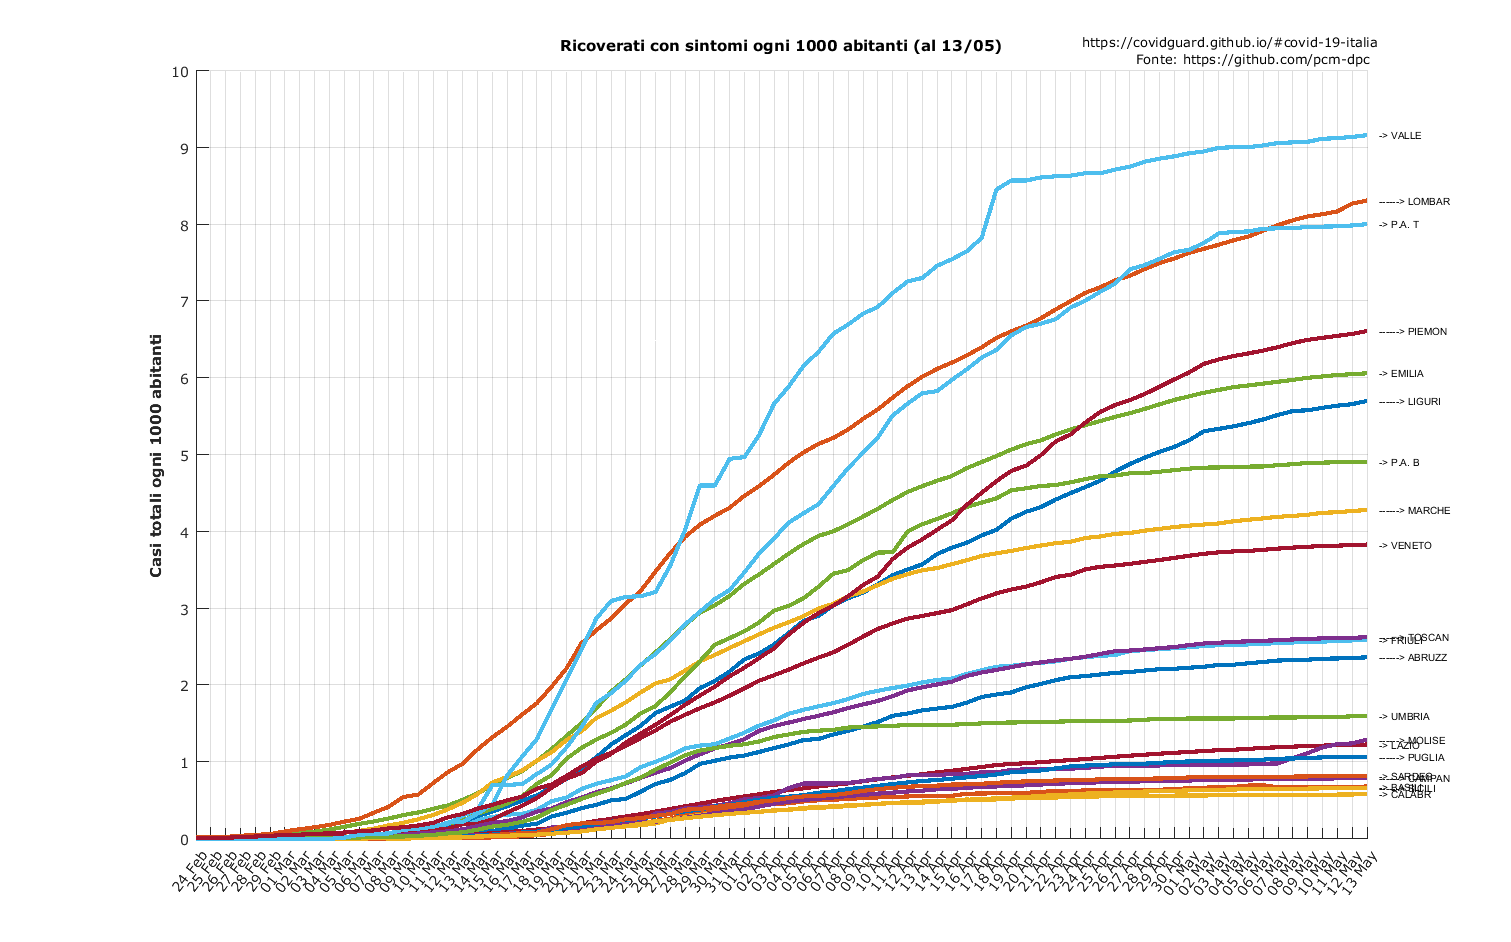 Ricoverati con sintomi ogni 1000 abitanti (al 13/05)
https://covidguard.github.io/#covid-19-italia
Fonte: https://github.com/pcm-dpc
Casi totali ogni 1000 abitanti
10
9
8
7
6
5
4
3
2
1
0
-> VALLE
------> LOMBAR
-> P.A. T
------> PIEMON
-> EMILIA
------> LIGURI
-> P.A. B
------> MARCHE
-> VENETO
------> TOSCAN
-> FRIULI
------> ABRUZZ
-> UMBRIA
------> MOLISE
-> LAZIO
------> PUGLIA
-> SARDEG
------> CAMPAN
------> SICILI
-> CALABR
24 Feb
25 Feb
26 Feb
27 Feb
28 Feb
29 Feb
01 Mar
02 Mar
03 Mar
04 Mar
05 Mar
06 Mar
07 Mar
08 Mar
09 Mar
10 Mar
11 Mar
12 Mar
13 Mar
14 Mar
15 Mar
16 Mar
17 Mar
18 Mar
19 Mar
20 Mar
21 Mar
22 Mar
23 Mar
24 Mar
25 Mar
26 Mar
27 Mar
28 Mar
29 Mar
30 Mar
31 Mar
01 Apr
02 Apr
03 Apr
04 Apr
05 Apr
06 Apr
07 Apr
08 Apr
09 Apr
10 Apr
11 Apr
12 Apr
13 Apr
14 Apr
15 Apr
16 Apr
17 Apr
18 Apr
19 Apr
20 Apr
21 Apr
22 Apr
23 Apr
24 Apr
25 Apr
26 Apr
27 Apr
28 Apr
29 Apr
30 Apr
01 May
02 May
03 May
04 May
05 May
06 May
07 May
08 May
09 May
10 May
11 May
12 May
13 May